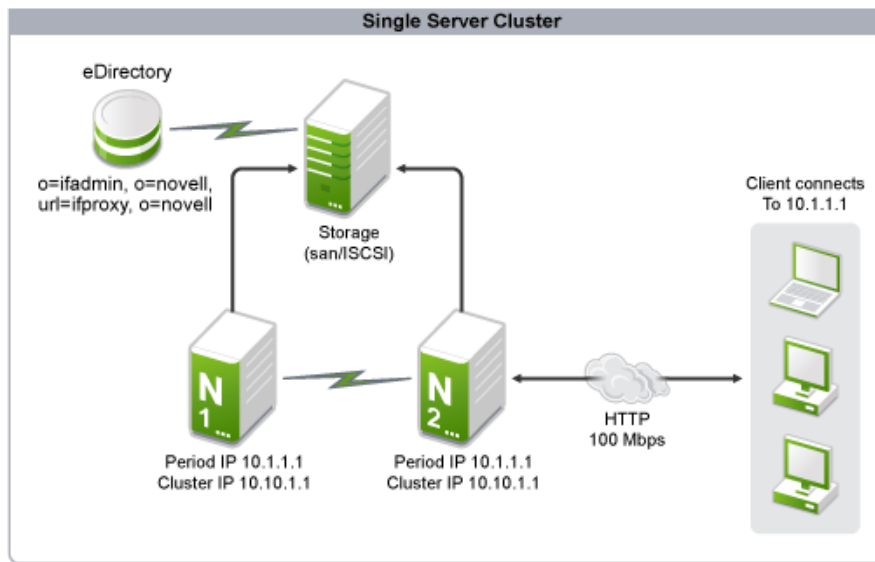 Single Server Cluster
eDirectory
o=ifadmin, o=novell,
url=ifproxy, o=novell
Storage
(san/ISCSI)
Client connects
To 10.1.1.1
N
1
N
2
HTTP
100 Mbps
Period IP 10.1.1.1
Cluster IP 10.10.1.1
Period IP 10.1.1.1
Cluster IP 10.10.1.1